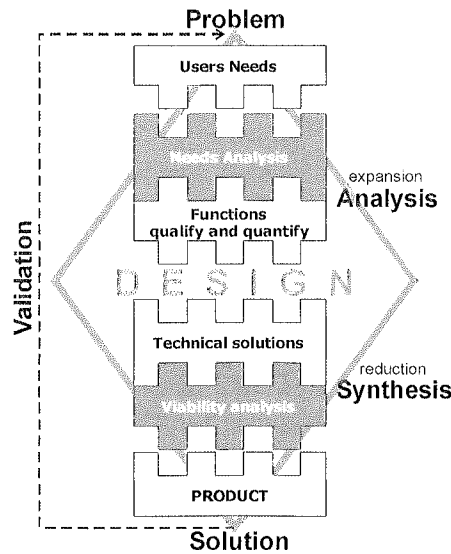 Problem
Users Needs
Needs Analysis
expansion
Analysis
Functions
qualify and quantify
Validation
DESIGN
Technical solutions
reduction
Synthesis
Viability analysis
PRODUCT
Solution